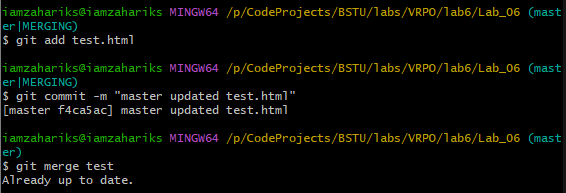 iamzahariks@iamzahariks MINGW64 /p/CodeProjects/BSTU/labs/VRPO/lab6/Lab_06 (mast
er|MERGING)
$ git add test.html
iamzahariks@iamzahariks MINGW64 /p/CodeProjects/BSTU/labs/VRPO/lab6/Lab_06 (mast
er|MERGING)
$ git commit -m "master updated test.html"
[master f4ca5ac] master updated test.html
iamzahariks@iamzahariks MINGW64 /p/CodeProjects/BSTU/labs/VRPO/lab6/Lab_06 (mast
er)
$ git merge test
Already up to date.